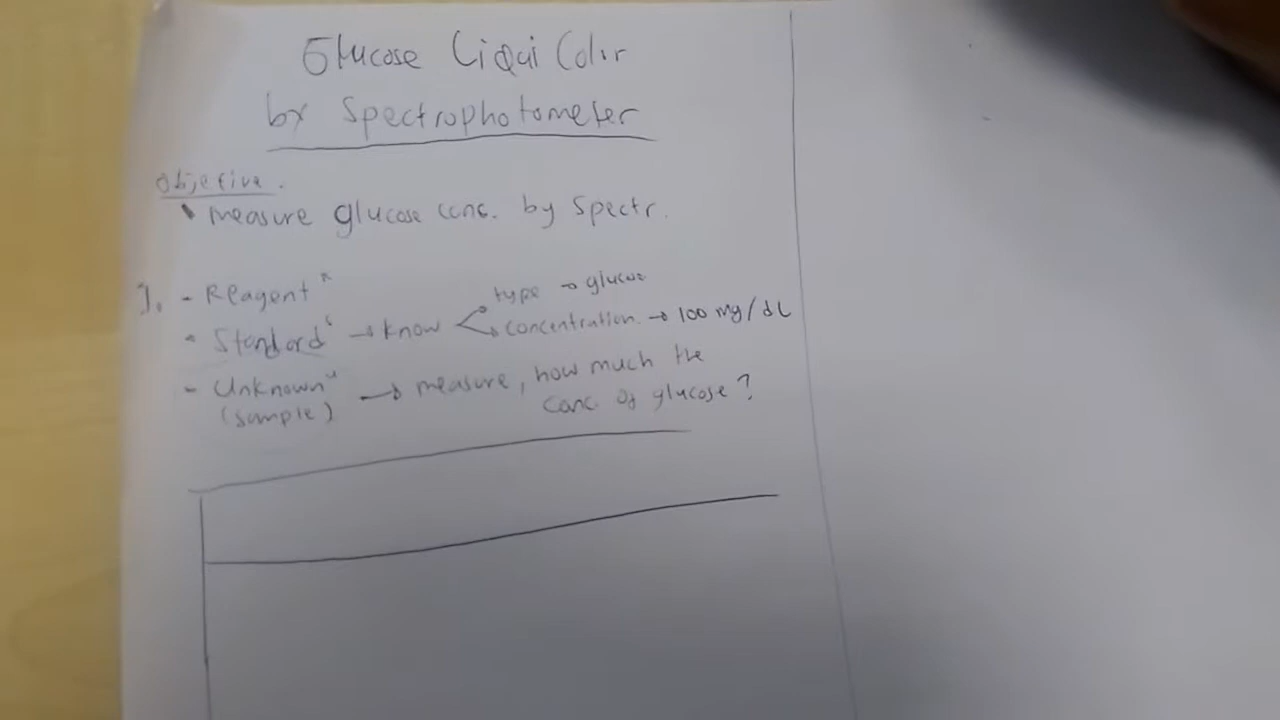 Glucose Liqui Color
by Spectrophotometer
Objective.
measure glucose conc. by Spectr.
1. - Reagent R
- Standard s → know type → glucose
concentration → 100 mg/dL
- Unknown u → measure, how much the
(sample) conc. of glucose?